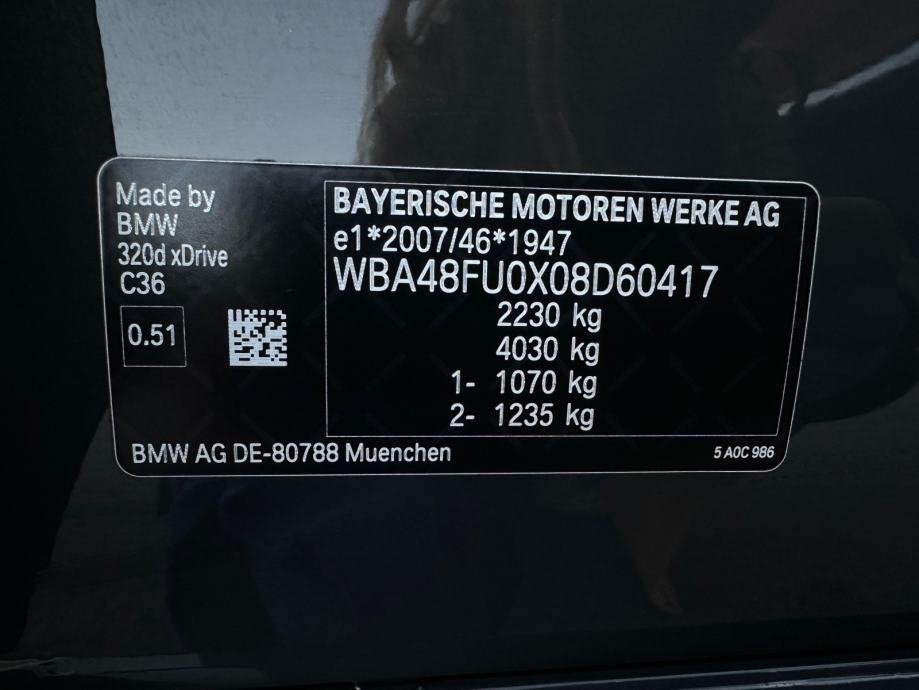 Made by
BMW
320d xDrive
C36
0.51
BAYERISCHE MOTOREN WERKE AG
e1*2007/46*1947
WBA48FU0X08D60417
2230 kg
4030 kg
1- 1070 kg
2- 1235 kg
BMW AG DE-80788 Muenchen
5 A0C 986